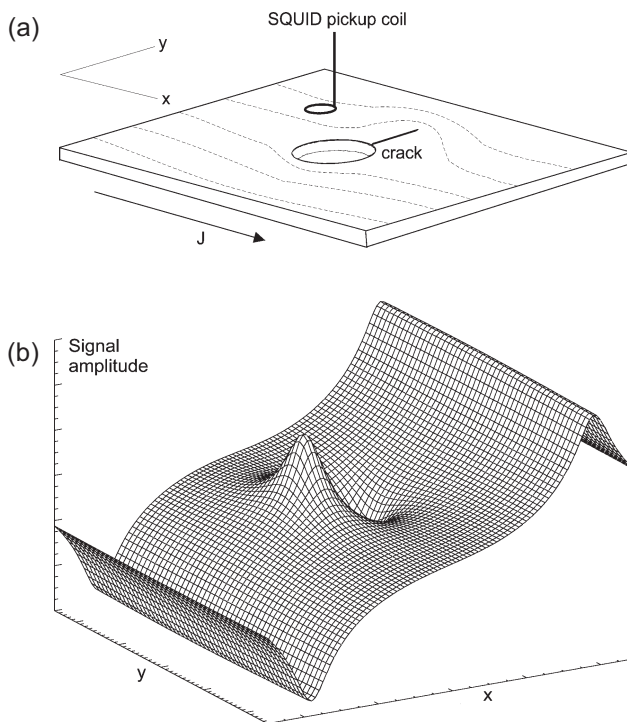 (a)
SQUID pickup coil
y
x
crack
J
(b)
Signal
amplitude
y
x